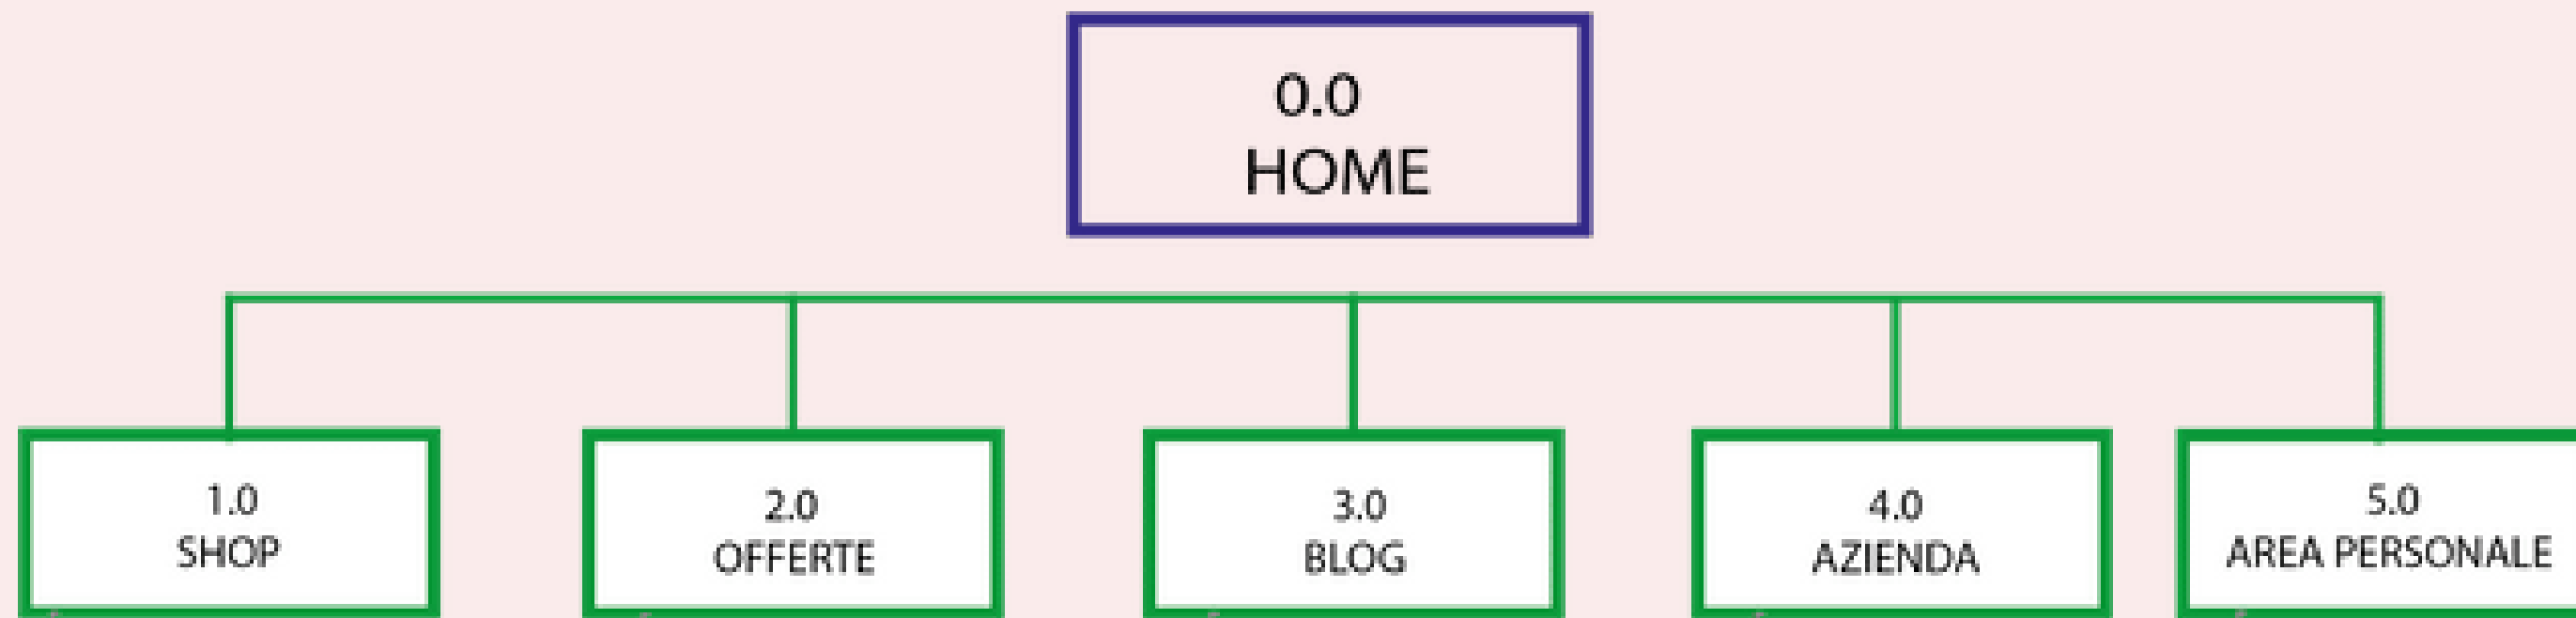 0.0
HOME
1.0
SHOP
2.0
OFFERTE
3.0
BLOG
4.0
AZIENDA
5.0
AREA PERSONALE